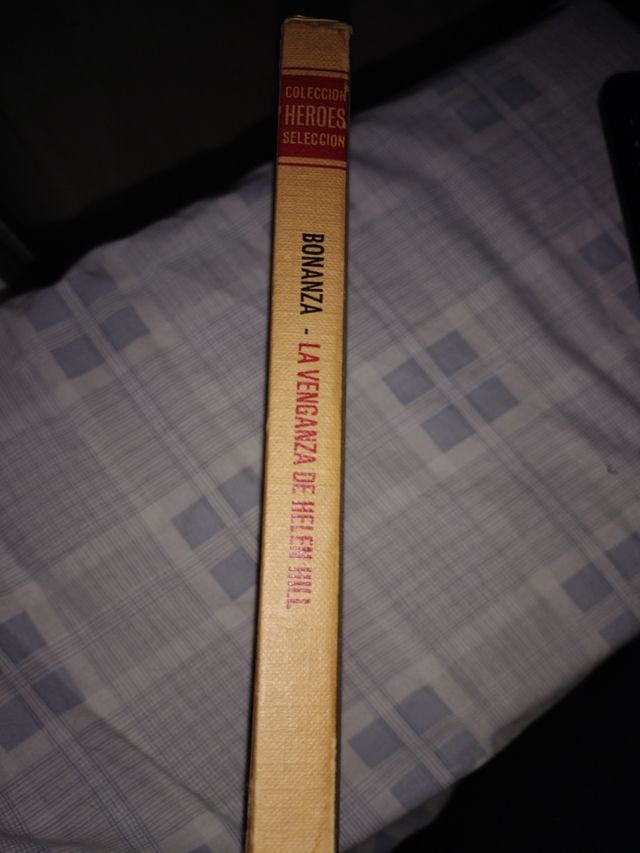 COLECCION
HEROES
SELECCION
BONANZA - LA VENGANZA DE HELEN HILL